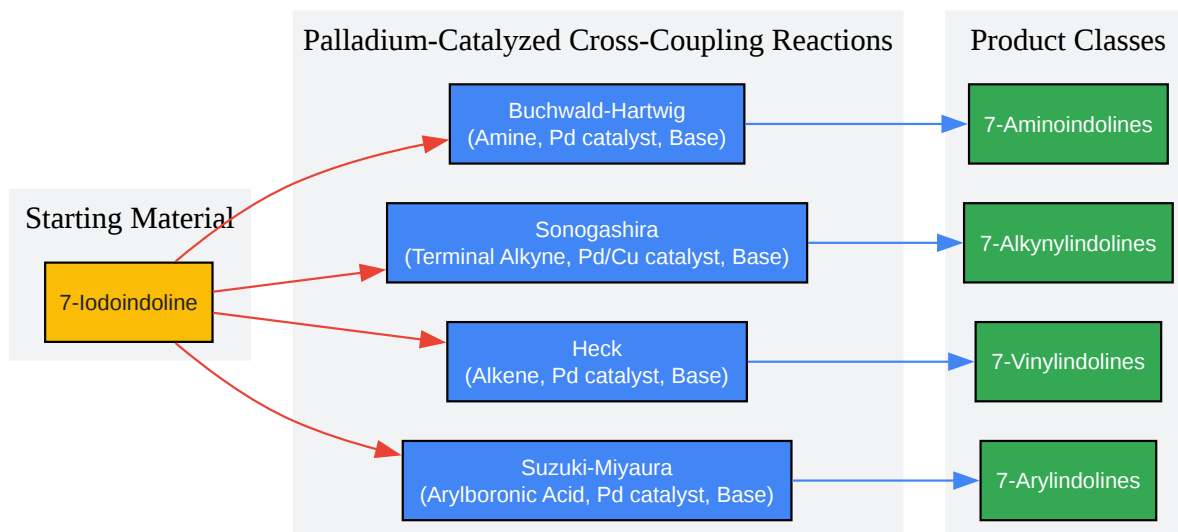 Palladium-Catalyzed Cross-Coupling Reactions
Product Classes
Starting Material
7-Iodoindoline
Buchwald-Hartwig
(Amine, Pd catalyst, Base)
7-Aminoindolines
Sonogashira
(Terminal Alkyne, Pd/Cu catalyst, Base)
7-Alkynylindolines
Heck
(Alkene, Pd catalyst, Base)
7-Vinylindolines
Suzuki-Miyaura
(Arylboronic Acid, Pd catalyst, Base)
7-Arylindolines